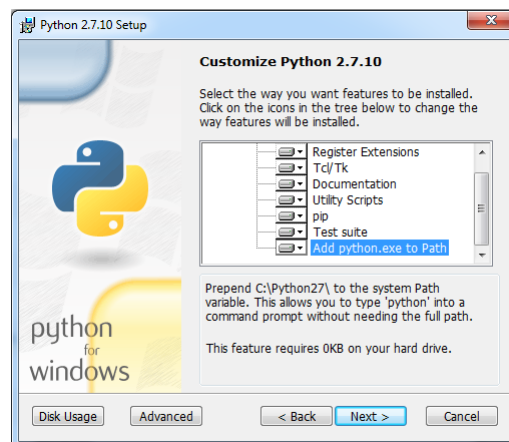 Python 2.7.10 Setup
Customize Python 2.7.10
Select the way you want features to be installed.
Click on the icons in the tree below to change the
way features will be installed.
Register Extensions
Tcl/Tk
Documentation
Utility Scripts
pip
Test suite
Add python.exe to Path
Prepend C:\Python27\ to the system Path
variable. This allows you to type 'python' into a
command prompt without needing the full path.
This feature requires 0KB on your hard drive.
python
for
windows
Disk Usage
Advanced
< Back
Next >
Cancel